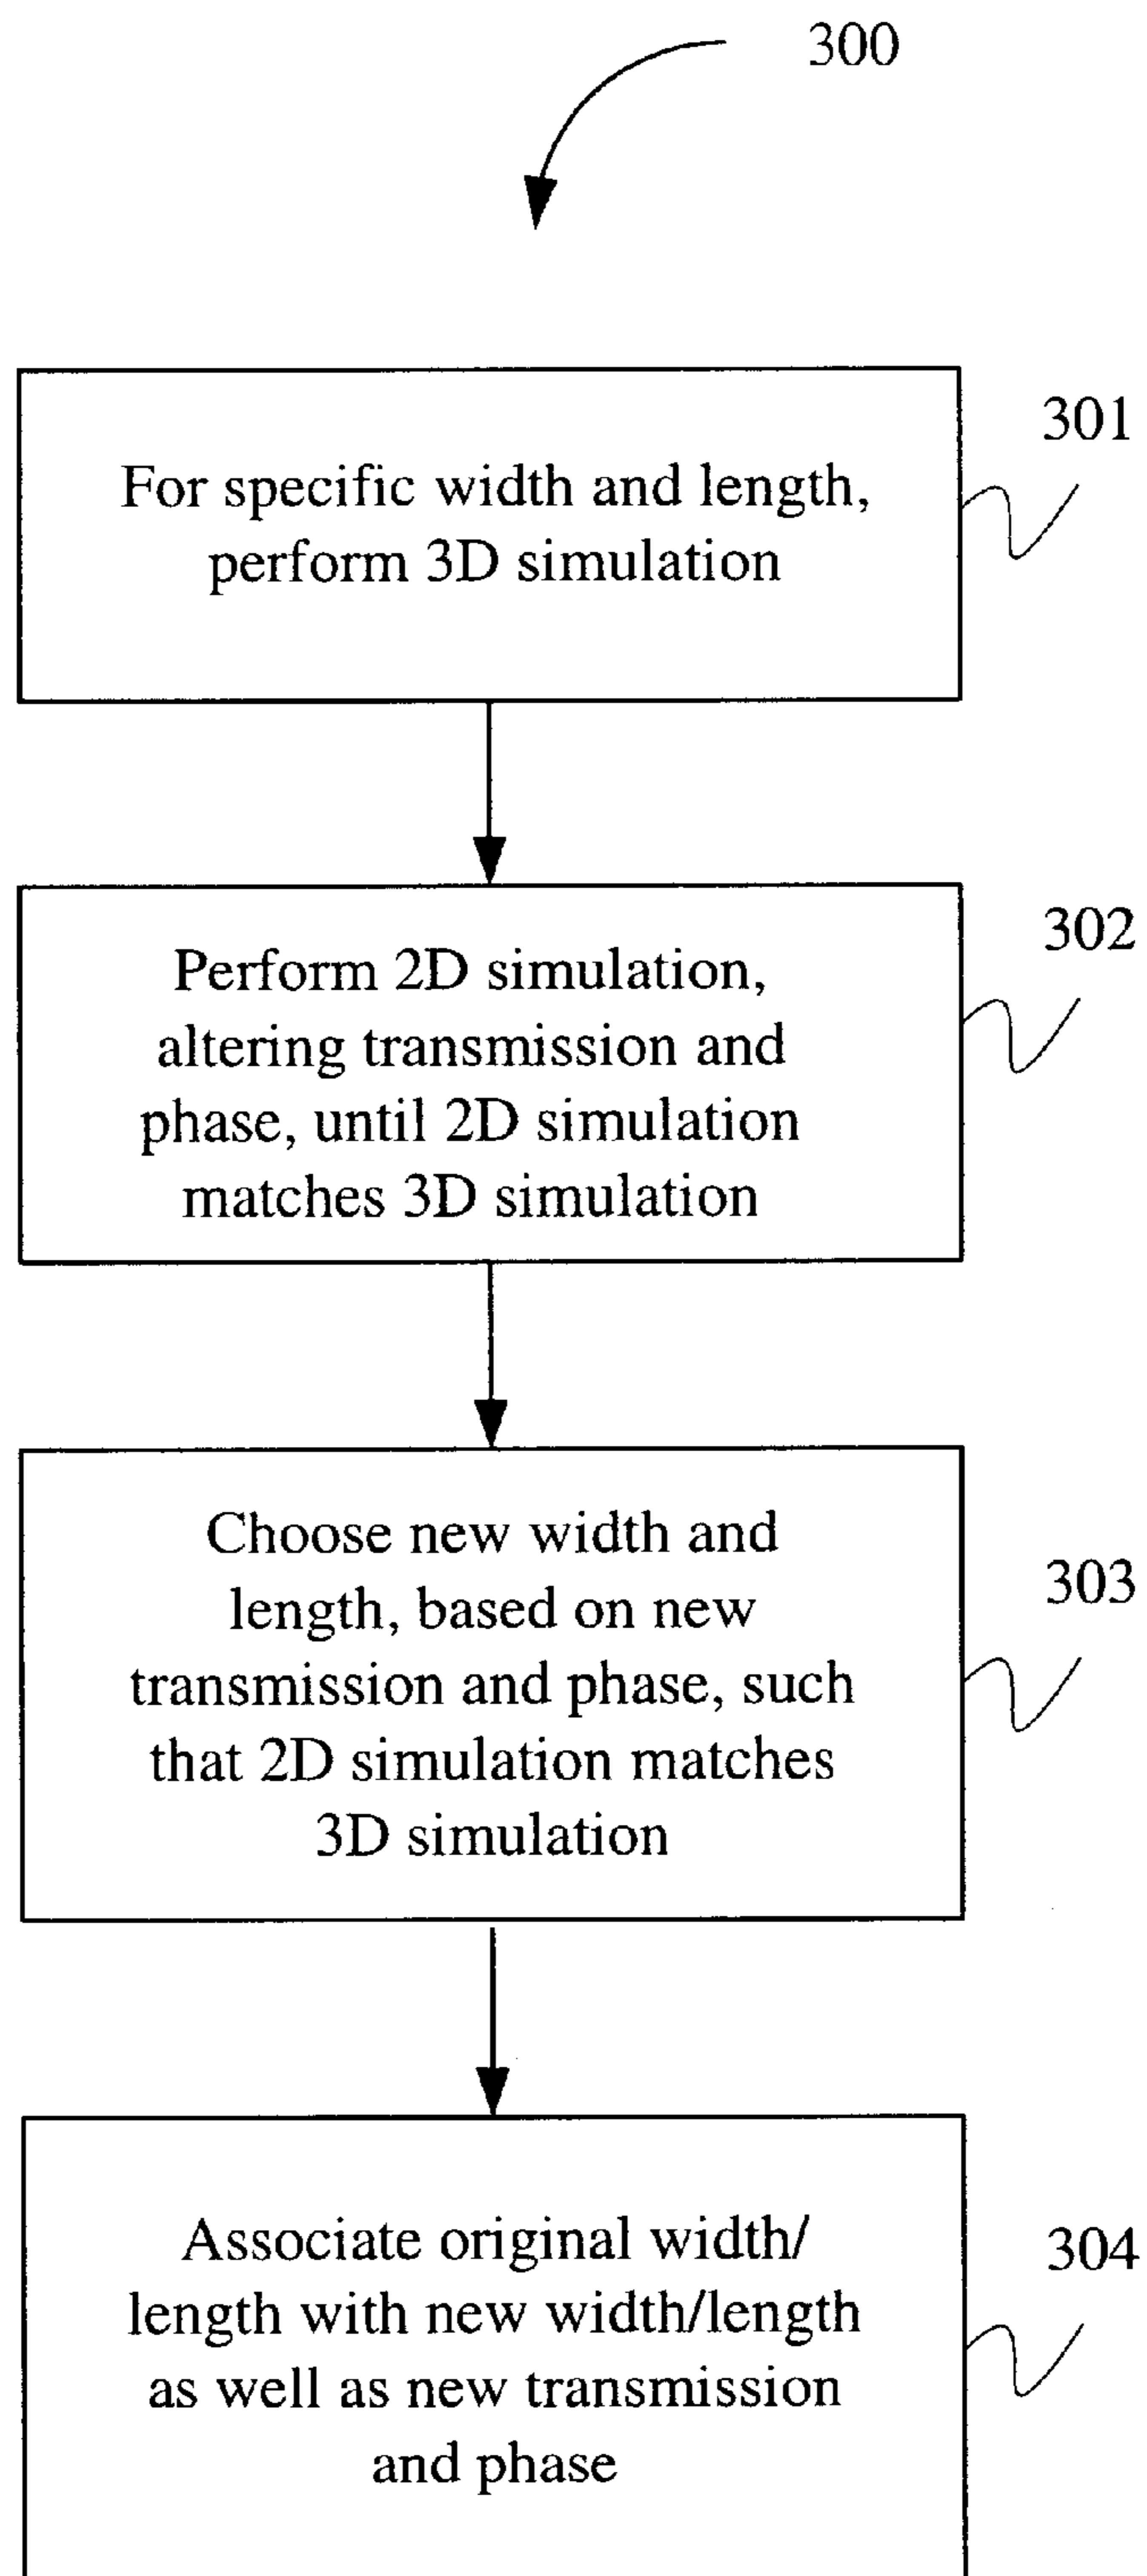 300
301
For specific width and length,
perform 3D simulation
302
Perform 2D simulation,
altering transmission and
phase, until 2D simulation
matches 3D simulation
303
Choose new width and
length, based on new
transmission and phase, such
that 2D simulation matches
3D simulation
304
Associate original width/
length with new width/length
as well as new transmission
and phase